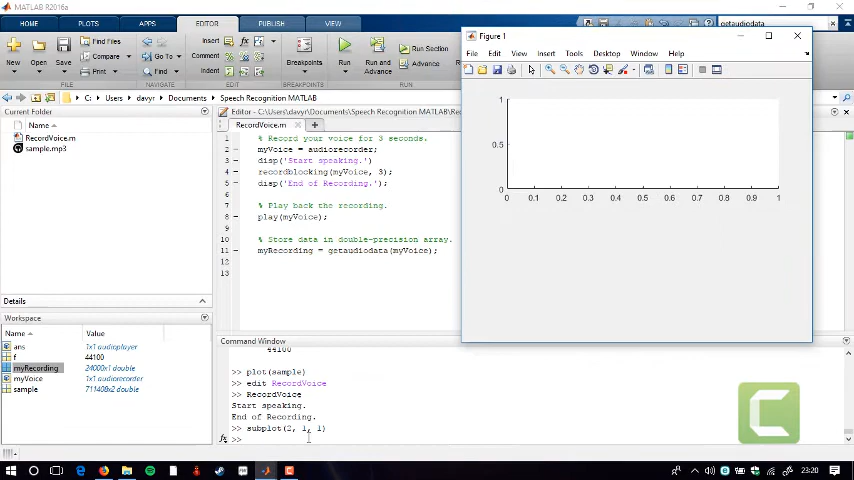 MATLAB R2016a
HOME PLOTS APPS EDITOR PUBLISH VIEW
getaudiodata
New Open Save
Find Files
Compare
Print
Go To
Find
Insert
Comment
Indent
Breakpoints
Run
Run and Advance
Run Section
Advance
FILE NAVIGATE EDIT BREAKPOINTS
C: Users davyr Documents Speech Recognition MATLAB
Current Folder
Name
RecordVoice.m
sample.mp3
Details
Workspace
Name Value
ans 1x1 audioplayer
f 44100
myRecording 24000x1 double
myVoice 1x1 audiorecorder
sample 711408x2 double
Editor - C:\Users\davyr\Documents\Speech Recognition MATLAB\Rec
RecordVoice.m
1 % Record your voice for 3 seconds.
2 myVoice = audiorecorder;
3 disp('Start speaking.')
4 recordblocking(myVoice, 3);
5 disp('End of Recording.');
6
7 % Play back the recording.
8 play(myVoice);
9
10 % Store data in double-precision array.
11 myRecording = getaudiodata(myVoice);
12
13
Command Window
44100
>> plot(sample)
>> edit RecordVoice
>> RecordVoice
Start speaking.
End of Recording.
>> subplot(2, 1, 1)
fx >>
Figure 1
File Edit View Insert Tools Desktop Window Help
1
0.5
0
0 0.1 0.2 0.3 0.4 0.5 0.6 0.7 0.8 0.9 1
23:20